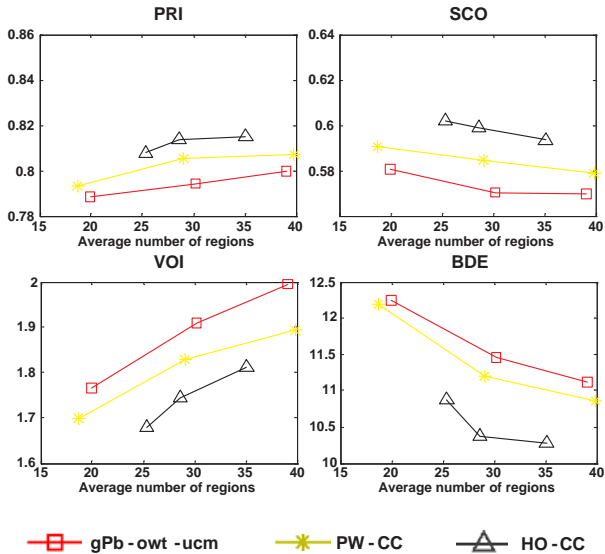 PRI
SCO
0.86
0.84
0.82
0.8
0.78
15 20 25 30 35 40
Average number of regions
0.64
0.62
0.6
0.58
15 20 25 30 35 40
Average number of regions
VOI
BDE
2
1.9
1.8
1.7
1.6
15 20 25 30 35 40
Average number of regions
12.5
12
11.5
11
10.5
10
15 20 25 30 35 40
Average number of regions
gPb - owt - ucm
PW - CC
HO - CC